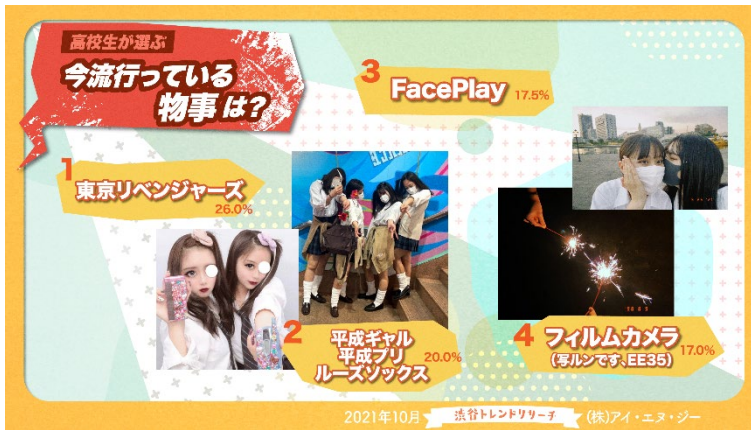 高校生が選ぶ
今流行っている
物事は?
1
東京リベンジャーズ
26.0%
2
平成ギャル
平成プリ
ルーズソックス
20.0%
3
FacePlay
17.5%
4
フィルムカメラ
(写ルンです、EE35)
17.0%
2021年10月 渋谷トレンドリサーチ (株)アイ・エヌ・ジー